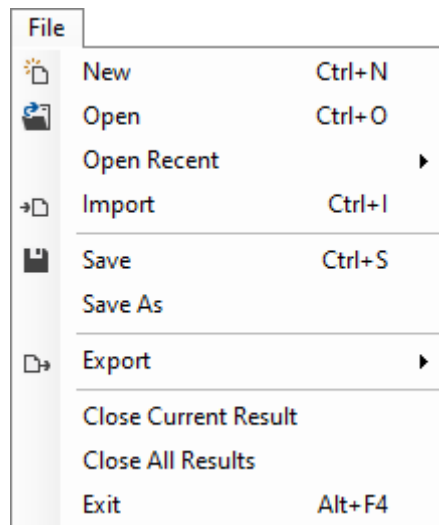 File
New Ctrl+N
Open Ctrl+O
Open Recent
Import Ctrl+I
Save Ctrl+S
Save As
Export
Close Current Result
Close All Results
Exit Alt+F4